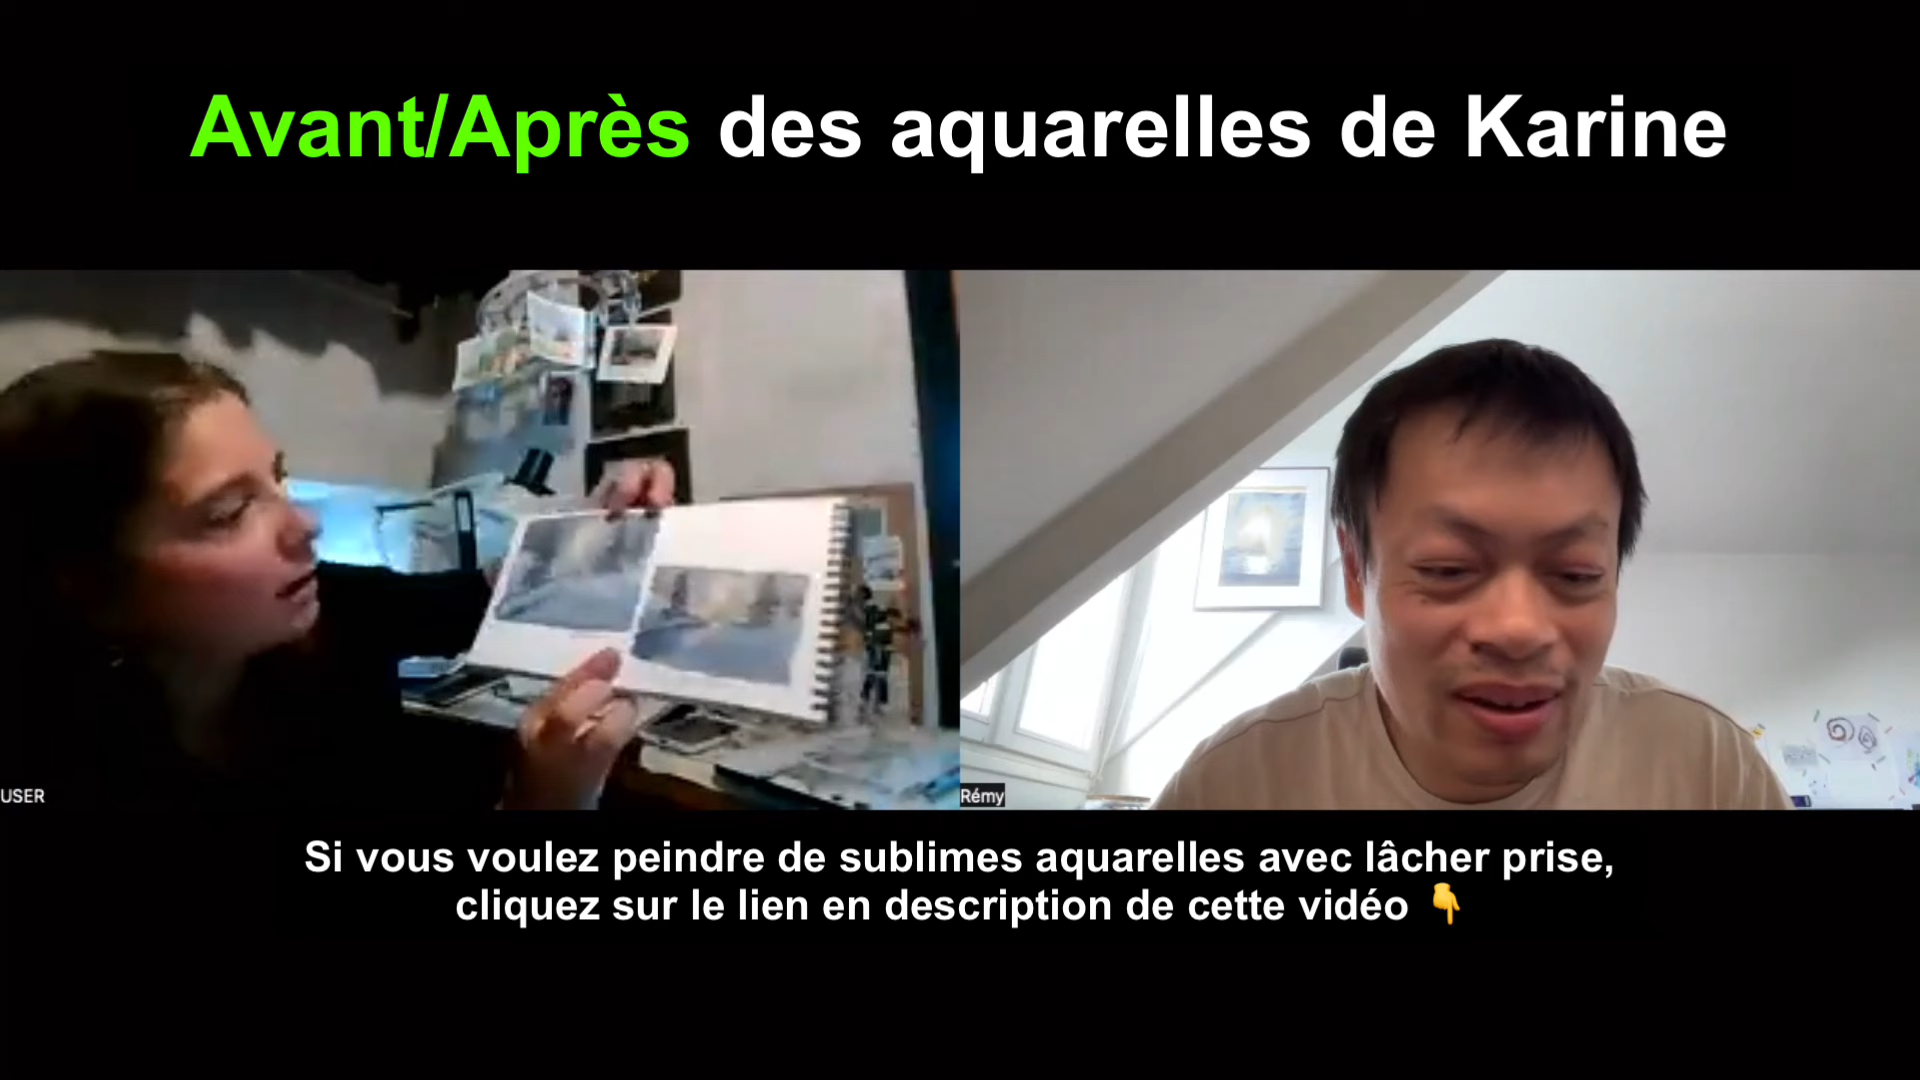 Avant/Après des aquarelles de Karine
USER
Rémy
Si vous voulez peindre de sublimes aquarelles avec lâcher prise,
cliquez sur le lien en description de cette vidéo 👇